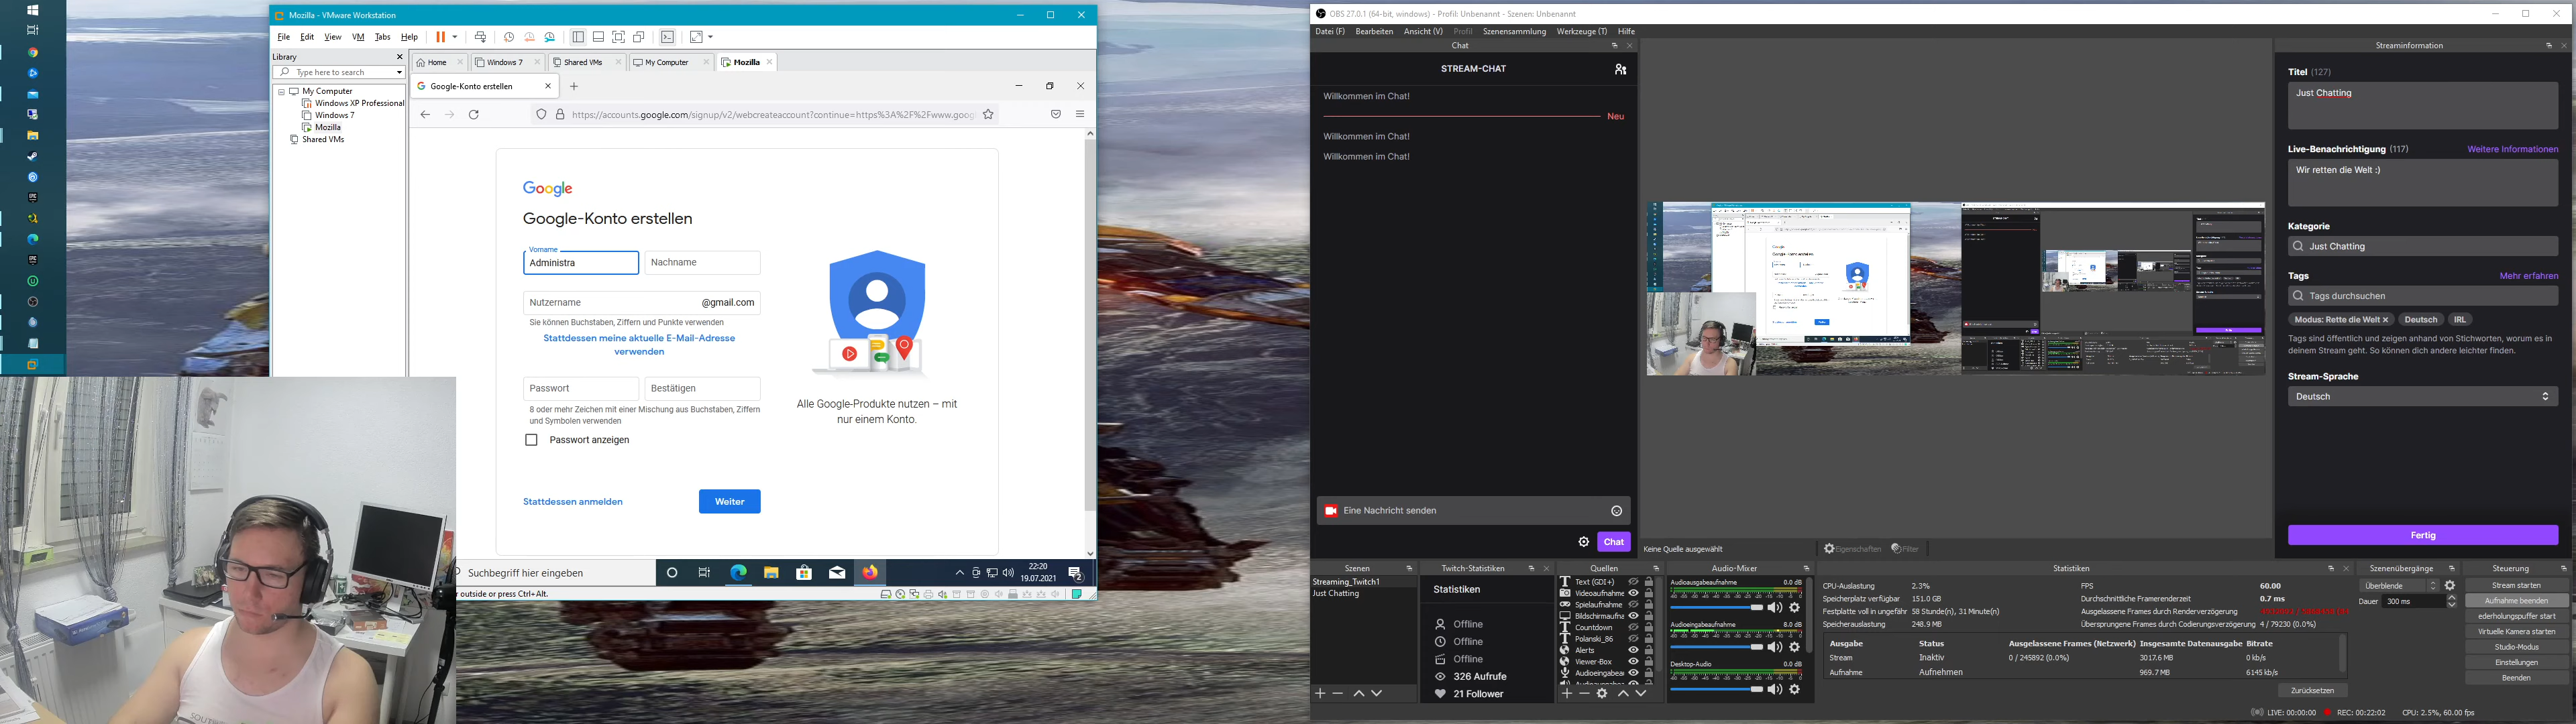 Mozilla - VMware Workstation
File Edit View VM Tabs Help
Library
Type here to search
My Computer
Windows XP Professional
Windows 7
Mozilla
Shared VMs
Home
Windows 7
Shared VMs
My Computer
Mozilla
Google-Konto erstellen
https://accounts.google.com/signup/v2/webcreateaccount?continue=https%3A%2F%2Fwww.goog
Google
Google-Konto erstellen
Vorname
Administra
Nachname
Nutzername
@gmail.com
Sie können Buchstaben, Ziffern und Punkte verwenden
Stattdessen meine aktuelle E-Mail-Adresse
verwenden
Passwort
Bestätigen
8 oder mehr Zeichen mit einer Mischung aus Buchstaben, Ziffern
und Symbolen verwenden
Passwort anzeigen
Stattdessen anmelden
Weiter
Alle Google-Produkte nutzen – mit
nur einem Konto.
Suchbegriff hier eingeben
22:20
19.07.2021
2
outside or press Ctrl+Alt.
OBS 27.0.1 (64-bit, windows) - Profil: Unbenannt - Szenen: Unbenannt
Datei (F) Bearbeiten Ansicht (V) Profil Szenensammlung Werkzeuge (T) Hilfe
Chat
STREAM-CHAT
Willkommen im Chat!
Neu
Willkommen im Chat!
Willkommen im Chat!
Eine Nachricht senden
Chat
Keine Quelle ausgewählt
Eigenschaften
Filter
Streaminformation
Titel (127)
Just Chatting
Live-Benachrichtigung (117)
Weitere Informationen
Wir retten die Welt :)
Kategorie
Just Chatting
Tags
Mehr erfahren
Tags durchsuchen
Modus: Rette die Welt
Deutsch
IRL
Tags sind öffentlich und zeigen anhand von Stichworten, worum es in
deinem Stream geht. So können dich andere leichter finden.
Stream-Sprache
Deutsch
Fertig
Szenen
Streaming_Twitch1
Just Chatting
Twitch-Statistiken
Statistiken
Offline
Offline
Offline
326 Aufrufe
21 Follower
Quellen
Text (GDI+)
Videoaufnahme
Spielaufnahme
Bildschirmaufna
Countdown
Polanski_86
Alerts
Viewer-Box
Audioeingabea
Audio-Mixer
Audioausgabeaufnahme
0.0 dB
Audioeingabeaufnahme
8.0 dB
Desktop-Audio
0.0 dB
Statistiken
CPU-Auslastung 2.3%
Speicherplatz verfügbar 151.0 GB
Festplatte voll in ungefähr 58 Stunde(n), 31 Minute(n)
Speicherauslastung 248.9 MB
FPS 60.00
Durchschnittliche Framerenderzeit 0.7 ms
Ausgelassene Frames durch Renderverzögerung
Übersprungene Frames durch Codierungsverzögerung 4 / 79230 (0.0%)
Ausgabe Status Ausgelassene Frames (Netzwerk) Insgesamte Datenausgabe Bitrate
Stream Inaktiv 0 / 245892 (0.0%) 3017.6 MB 0 kb/s
Aufnahme Aufnehmen 969.7 MB 6145 kb/s
Zurücksetzen
Szenenübergänge
Überblende
Dauer 300 ms
Steuerung
Stream starten
Aufnahme beenden
ederholungspuffer start
Virtuelle Kamera starten
Studio-Modus
Einstellungen
Beenden
LIVE: 00:00:00 REC: 00:22:02 CPU: 2.5%, 60.00 fps